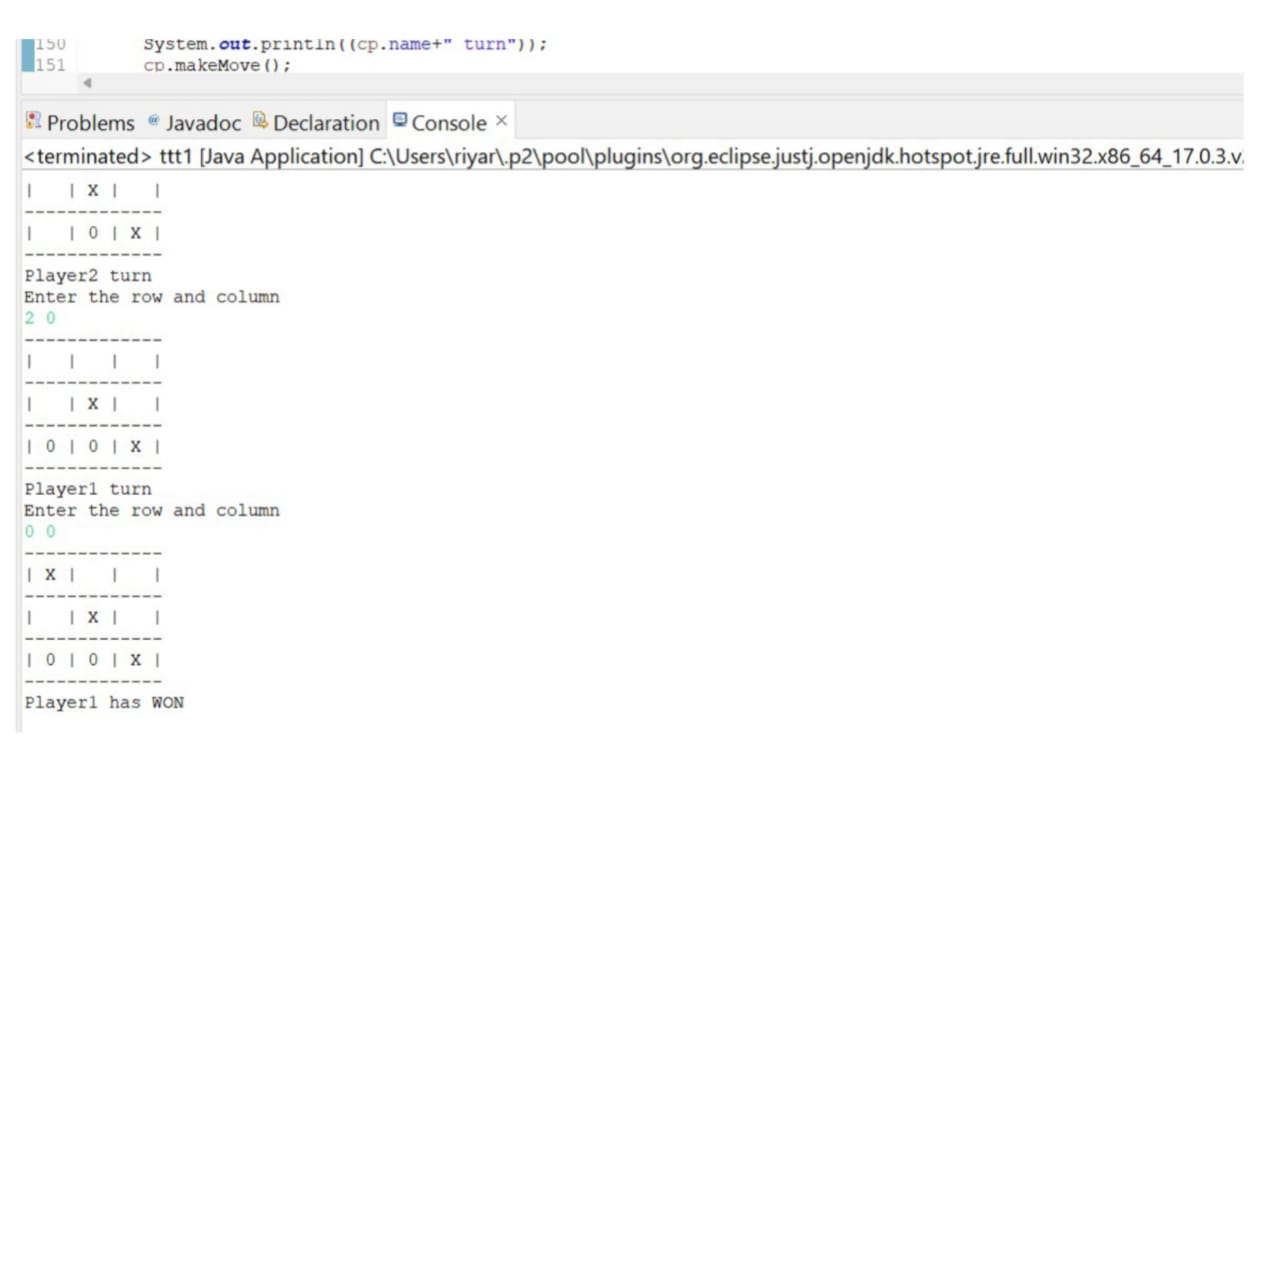 150 System.out.println((cp.name+" turn"));
151 cp.makeMove();
Problems @ Javadoc Declaration Console ×
<terminated> ttt1 [Java Application] C:\Users\riyar\.p2\pool\plugins\org.eclipse.justj.openjdk.hotspot.jre.full.win32.x86_64_17.0.3.v
|   | X |   |
-------------
|   | 0 | X |
-------------
Player2 turn
Enter the row and column
2 0
-------------
|   |   |   |
-------------
|   | X |   |
-------------
| 0 | 0 | X |
-------------
Player1 turn
Enter the row and column
0 0
-------------
| X |   |   |
-------------
|   | X |   |
-------------
| 0 | 0 | X |
-------------
Player1 has WON